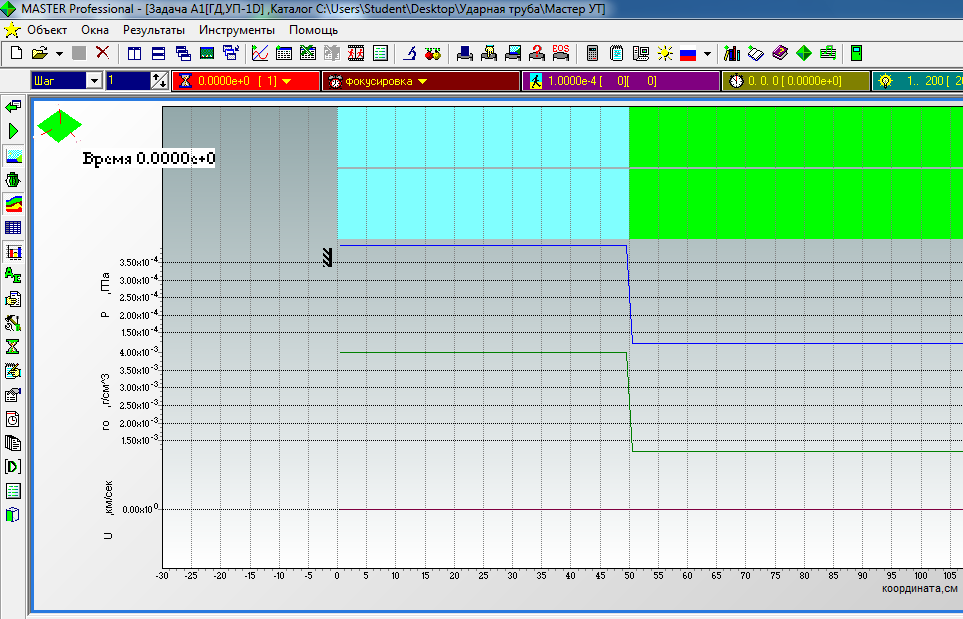 MASTER Professional - [Задача A1[ГД,УП-1D] ,Каталог C:\Users\Student\Desktop\Ударная труба\Мастер УТ]
Объект Окна Результаты Инструменты Помощь
EOS
Шаг 1 0.0000e+0 [ 1] фокусировка 1.0000e-4 [ 0][ 0] 0. 0. 0 [ 0.0000e+0] 1.. 200 [
Время 0.0000e+0
P ,ГПа
3.50x10⁻⁴
3.00x10⁻⁴
2.50x10⁻⁴
2.00x10⁻⁴
1.50x10⁻⁴
ro ,г/см^3
4.00x10⁻³
3.50x10⁻³
3.00x10⁻³
2.50x10⁻³
2.00x10⁻³
1.50x10⁻³
U ,км/сек
0.00x10⁰
-30 -25 -20 -15 -10 -5 0 5 10 15 20 25 30 35 40 45 50 55 60 65 70 75 80 85 90 95 100 105
координата,см